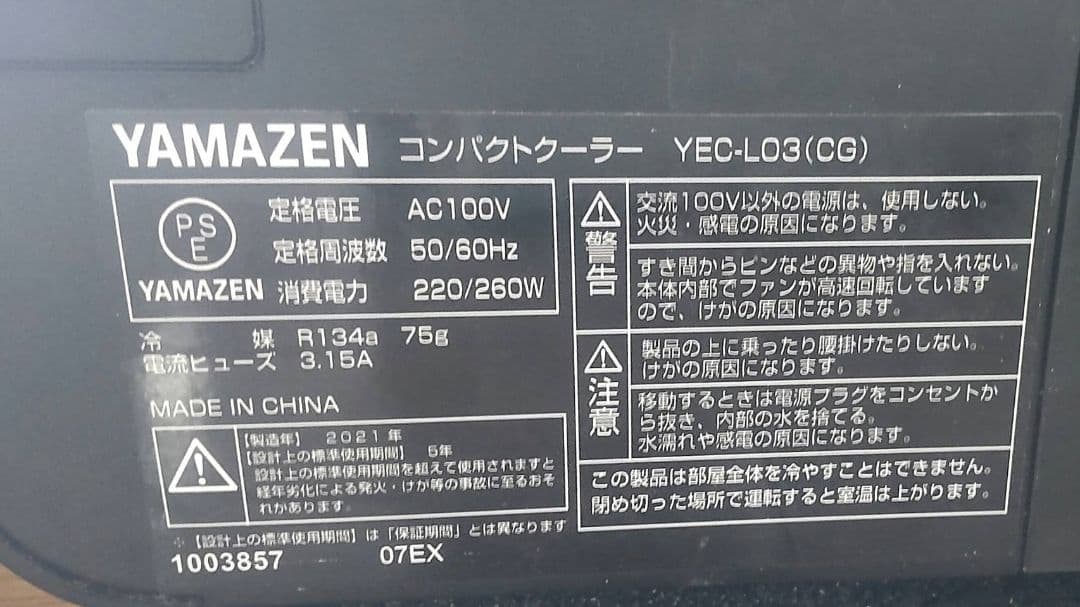 YAMAZEN コンパクトクーラー YEC-L03(CG)
PSE
YAMAZEN
定格電圧 AC100V
定格周波数 50/60Hz
消費電力 220/260W
冷媒 R134a 75g
電流ヒューズ 3.15A
MADE IN CHINA
【製造年】 2021年
【設計上の標準使用期間】 5年
設計上の標準使用期間を超えて使用されますと
経年劣化による発火・けが等の事故に至るおそ
れがあります。
※【設計上の標準使用期間】は「保証期間」とは異なります
1003857 07EX
警告
交流100V以外の電源は、使用しない。
火災・感電の原因になります。
すき間からピンなどの異物や指を入れない。
本体内部でファンが高速回転しています
ので、けがの原因になります。
注意
製品の上に乗ったり腰掛けたりしない。
けがの原因になります。
移動するときは電源プラグをコンセントか
ら抜き、内部の水を捨てる。
水濡れや感電の原因になります。
この製品は部屋全体を冷やすことはできません。
閉め切った場所で運転すると室温は上がります。